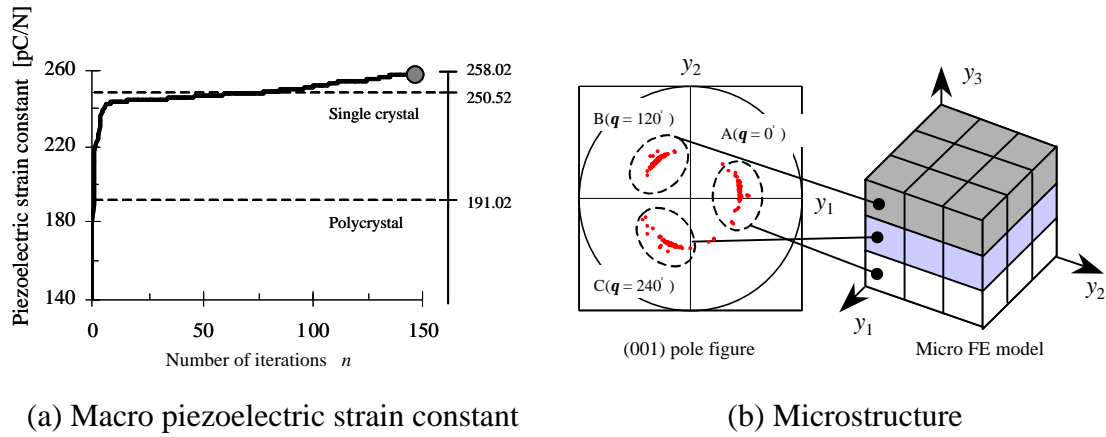 Piezoelectric strain constant [pC/N]
260
220
180
140
0
50
100
150
Number of iterations n
258.02
250.52
Single crystal
191.02
Polycrystal
(a) Macro piezoelectric strain constant
y2
B(q = 120°)
A(q = 0°)
y1
C(q = 240°)
(001) pole figure
y3
y2
y1
Micro FE model
(b) Microstructure